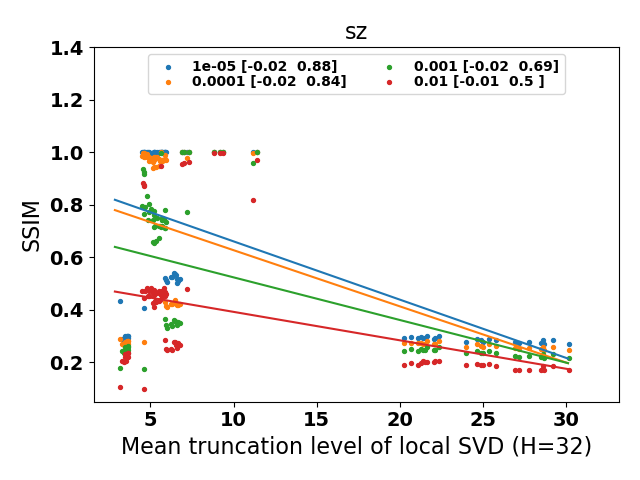 sz
1.4
1e-05 [-0.02  0.88]
0.001 [-0.02  0.69]
0.0001 [-0.02  0.84]
0.01 [-0.01  0.5 ]
1.2
1.0
0.8
0.6
0.4
0.2
SSIM
5 10 15 20 25 30
Mean truncation level of local SVD (H=32)